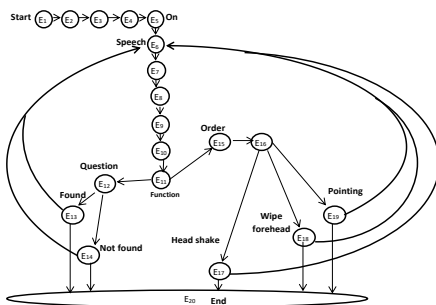 Start E1 E2 E3 E4 E5 On
Speech E6
E7
E8
E9
E10
Order E15 E16
Question E12 E11
Function
Found E13
Pointing E19
Wipe
forehead E18
Not found E14
Head shake E17
E20 End